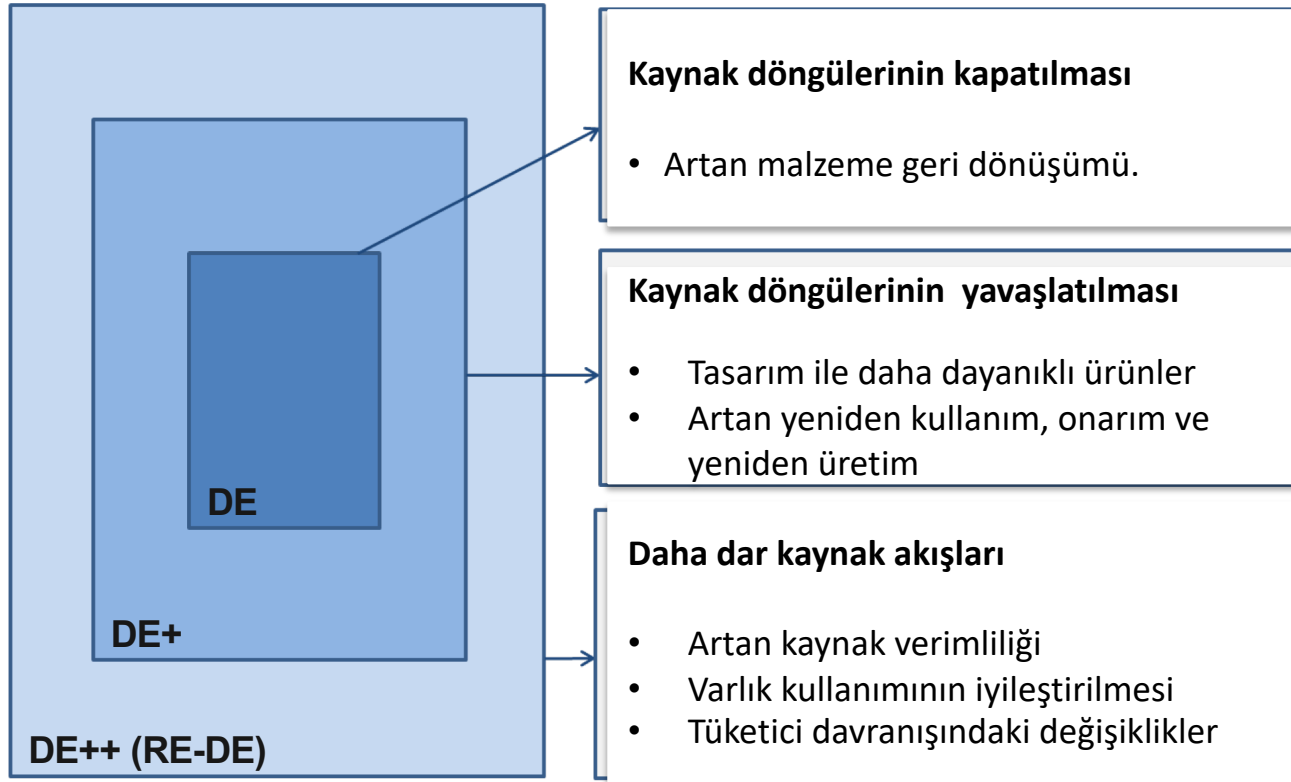 Kaynak döngülerinin kapatılması
• Artan malzeme geri dönüşümü.
Kaynak döngülerinin  yavaşlatılması
• Tasarım ile daha dayanıklı ürünler
• Artan yeniden kullanım, onarım ve
yeniden üretim
DE
Daha dar kaynak akışları
DE+
• Artan kaynak verimliliği
• Varlık kullanımının iyileştirilmesi
• Tüketici davranışındaki değişiklikler
DE++ (RE-DE)